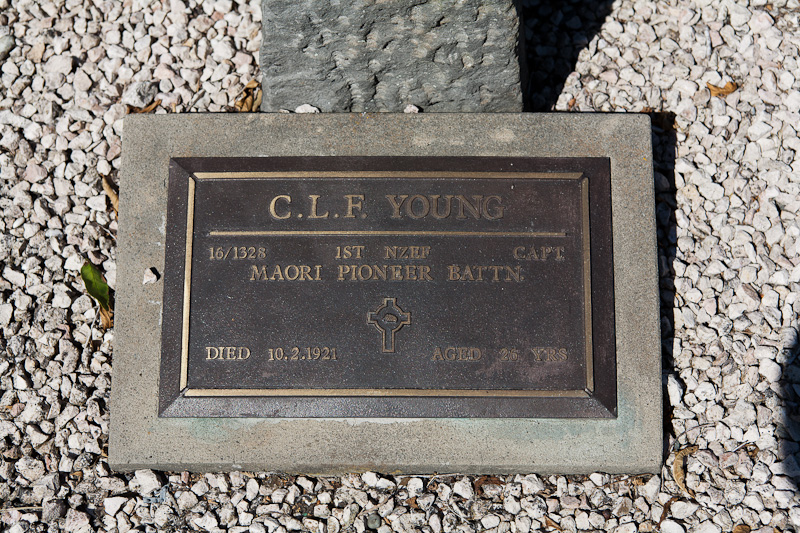 C.L.F. YOUNG
16/1328 1ST NZEF CAPT
MAORI PIONEER BATTN
DIED 10.2.1921 AGED 26 YRS